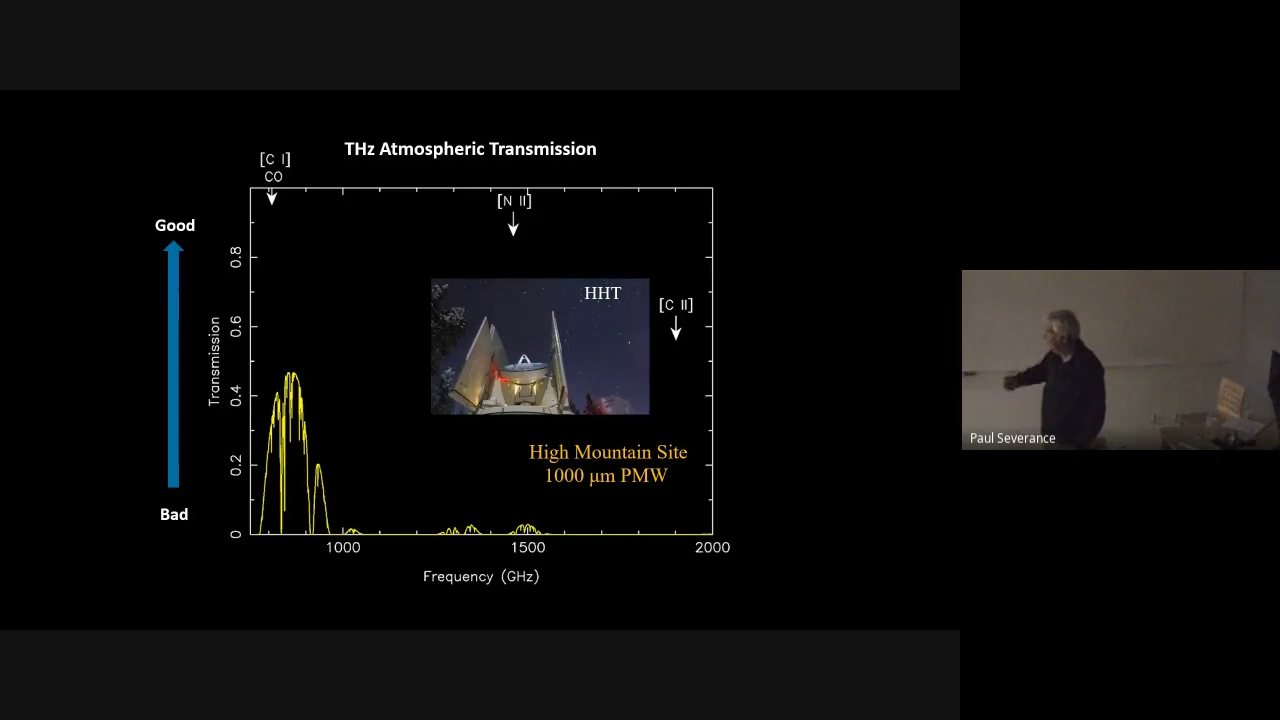 THz Atmospheric Transmission
[C I]
CO
[N II]
Good
HHT
[C II]
0.8
0.6
Transmission
0.4
0.2
0
High Mountain Site
1000 μm PMW
Bad
1000
1500
2000
Frequency (GHz)
Paul Severance